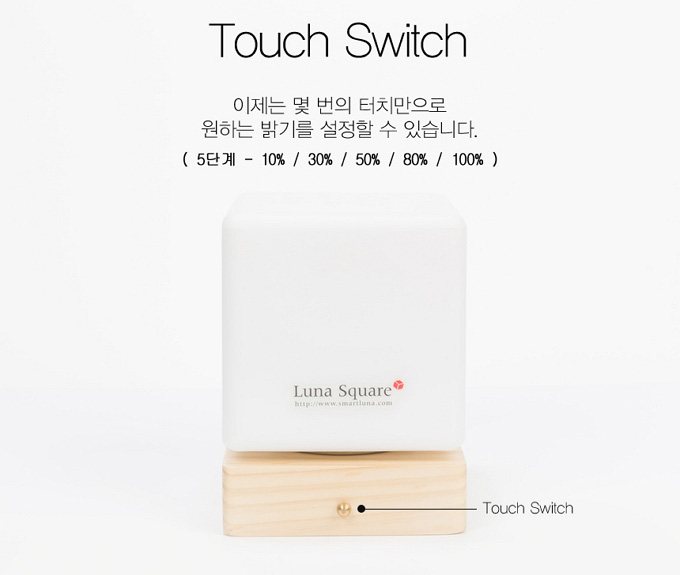 Touch Switch
이제는 몇 번의 터치만으로
원하는 밝기를 설정할 수 있습니다.
( 5단계 - 10% / 30% / 50% / 80% / 100% )
Luna Square
http://www.smartluna.com
Touch Switch